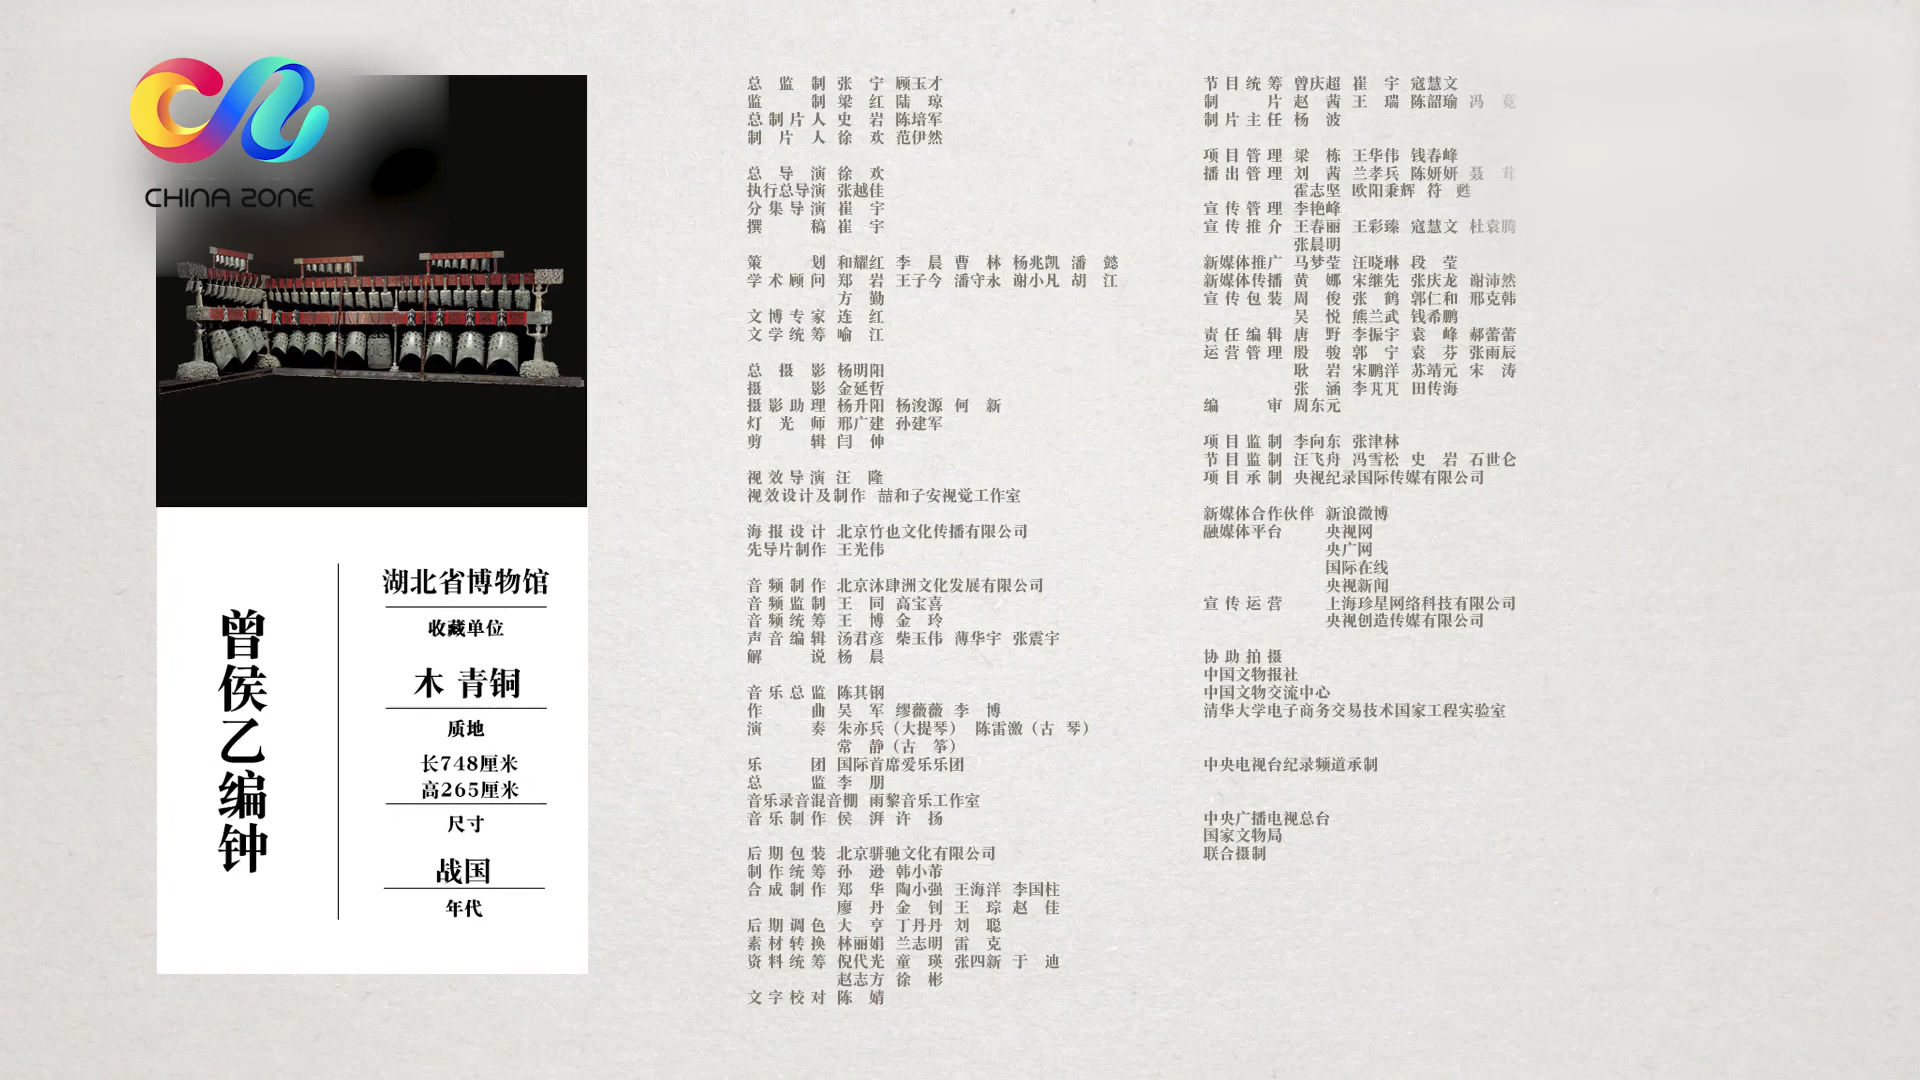 CHINA ZONE
曾侯乙编钟
湖北省博物馆
收藏单位
木 青铜
质地
长748厘米
高265厘米
尺寸
战国
年代
总监制 张宁 顾玉才
监制 梁红 陆琼
总制片人 史岩 陈培军
制片人 徐欢 范伊然
总导演 徐欢
执行总导演 张越佳
分集导演 崔宇
撰稿 崔宇
策划 和耀红 李晨 曹林 杨兆凯 潘懿
学术顾问 郑岩 王子今 潘守永 谢小凡 胡江
方勤
文博专家 连红
文学统筹 喻江
总摄影 杨明阳
摄影 金延哲
摄影助理 杨升阳 杨浚源 何新
灯光师 邢广建 孙建军
剪辑 闫伸
视效导演 汪隆
视效设计及制作 喆和子安视觉工作室
海报设计 北京竹也文化传播有限公司
先导片制作 王光伟
音频制作 北京沐肆洲文化发展有限公司
音频监制 王同 高宝喜
音频统筹 王博 金玲
声音编辑 汤君彦 柴玉伟 薄华宇 张震宇
解说 杨晨
音乐总监 陈其钢
作曲 吴军 缪薇薇 李博
演奏 朱亦兵（大提琴） 陈雷激（古琴）
常静（古筝）
乐团 国际首席爱乐乐团
总监 李朋
音乐录音混音棚 雨黎音乐工作室
音乐制作 侯湃 许扬
后期包装 北京骈驰文化有限公司
制作统筹 孙逊 韩小芾
合成制作 郑华 陶小强 王海洋 李国柱
廖丹 金钊 王琮 赵佳
后期调色 大亨 丁丹丹 刘聪
素材转换 林丽娟 兰志明 雷克
资料统筹 倪代光 童瑛 张四新 于迪
赵志方 徐彬
文字校对 陈婧
节目统筹 曾庆超 崔宇 寇慧文
制片 赵茜 王瑞 陈韶瑜 冯竞
制片主任 杨波
项目管理 梁栋 王华伟 钱春峰
播出管理 刘茜 兰孝兵 陈妍妍 聂茸
霍志坚 欧阳秉辉 符甦
宣传管理 李艳峰
宣传推介 王春丽 王彩臻 寇慧文 杜袁腾
张晨明
新媒体推广 马梦莹 汪晓琳 段莹
新媒体传播 黄娜 宋继先 张庆龙 谢沛然
宣传包装 周俊 张鹤 郭仁和 邢克韩
吴悦 熊兰武 钱希鹏
责任编辑 唐野 李振宇 袁峰 郝蕾蕾
运营管理 殷骏 郭宁 袁芬 张雨辰
耿岩 宋鹏洋 苏靖元 宋涛
张涵 李芃芃 田传海
编审 周东元
项目监制 李向东 张津林
节目监制 汪飞舟 冯雪松 史岩 石世仑
项目承制 央视纪录国际传媒有限公司
新媒体合作伙伴 新浪微博
融媒体平台 央视网
央广网
国际在线
央视新闻
宣传运营 上海珍星网络科技有限公司
央视创造传媒有限公司
协助拍摄
中国文物报社
中国文物交流中心
清华大学电子商务交易技术国家工程实验室
中央电视台纪录频道承制
中央广播电视总台
国家文物局
联合摄制